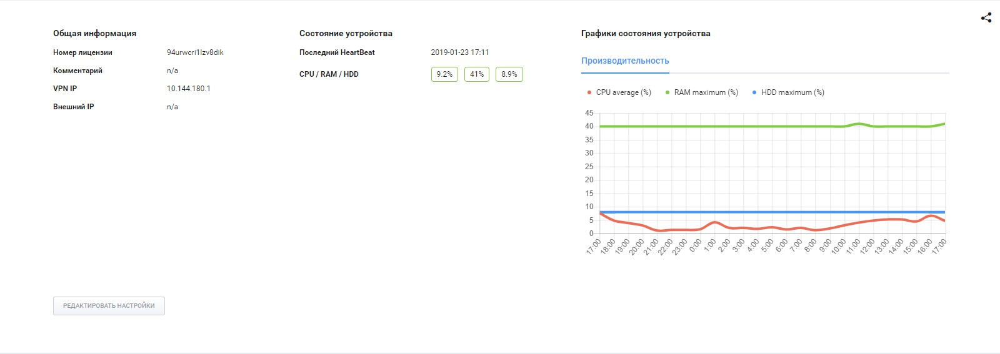 Общая информация
Номер лицензии 94urwcri1lzv8dik
Комментарий n/a
VPN IP 10.144.180.1
Внешний IP n/a
РЕДАКТИРОВАТЬ НАСТРОЙКИ
Состояние устройства
Последний HeartBeat 2019-01-23 17:11
CPU / RAM / HDD 9.2% 41% 8.9%
Графики состояния устройства
Производительность
CPU average (%) RAM maximum (%) HDD maximum (%)
45
40
35
30
25
20
15
10
5
0
17:00 18:00 19:00 20:00 21:00 22:00 23:00 0:00 1:00 2:00 3:00 4:00 5:00 6:00 7:00 8:00 9:00 10:00 11:00 12:00 13:00 14:00 15:00 16:00 17:00